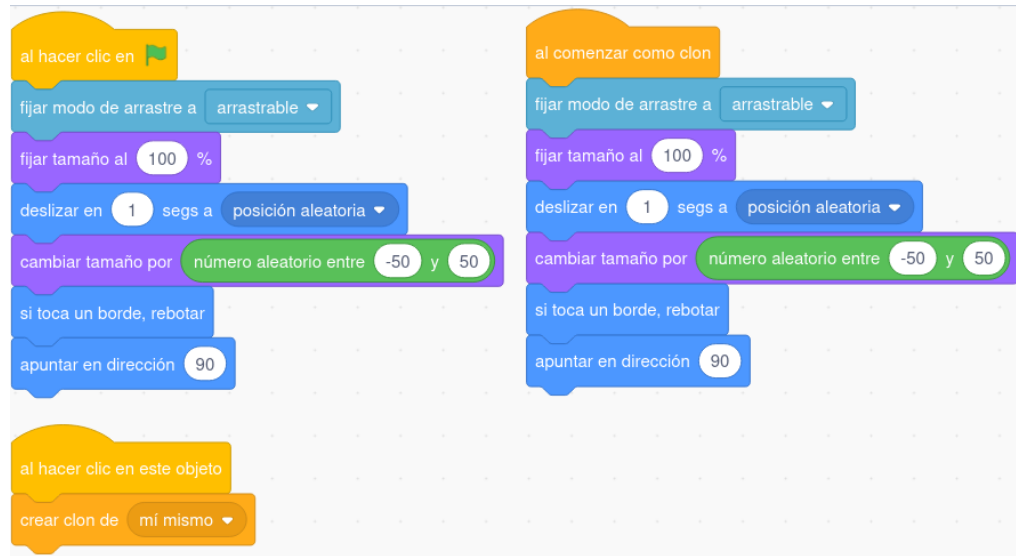 al hacer clic en
fijar modo de arrastre a arrastrable
fijar tamaño al 100 %
deslizar en 1 segs a posición aleatoria
cambiar tamaño por número aleatorio entre -50 y 50
si toca un borde, rebotar
apuntar en dirección 90
al hacer clic en este objeto
crear clon de mí mismo
al comenzar como clon
fijar modo de arrastre a arrastrable
fijar tamaño al 100 %
deslizar en 1 segs a posición aleatoria
cambiar tamaño por número aleatorio entre -50 y 50
si toca un borde, rebotar
apuntar en dirección 90